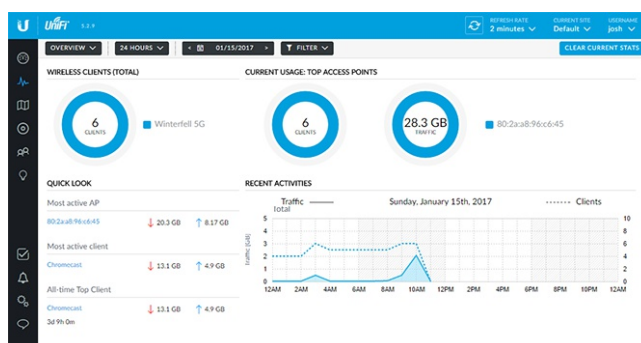 U UniFi 5.2.9
REFRESH RATE
2 minutes
CURRENT SITE
Default
USERNAME
josh
OVERVIEW
24 HOURS
< 01/15/2017 >
FILTER
CLEAR CURRENT STATS
WIRELESS CLIENTS (TOTAL)
6
CLIENTS
Winterfell 5G
CURRENT USAGE: TOP ACCESS POINTS
6
CLIENTS
28.3 GB
TRAFFIC
80:2a:a8:96:c6:45
QUICK LOOK
Most active AP
80:2a:a8:96:c6:45 ↓ 20.3 GB ↑ 8.17 GB
Most active client
Chromecast ↓ 13.1 GB ↑ 4.9 GB
All-time Top Client
Chromecast ↓ 13.1 GB ↑ 4.9 GB
3d 9h 0m
RECENT ACTIVITIES
Traffic Sunday, January 15th, 2017 Clients
Total
Traffic [GB]
5 10
4 8
3 6
2 4
1 2
0 0
12AM 2AM 4AM 6AM 8AM 10AM 12PM 2PM 4PM 6PM 8PM 10PM 12AM